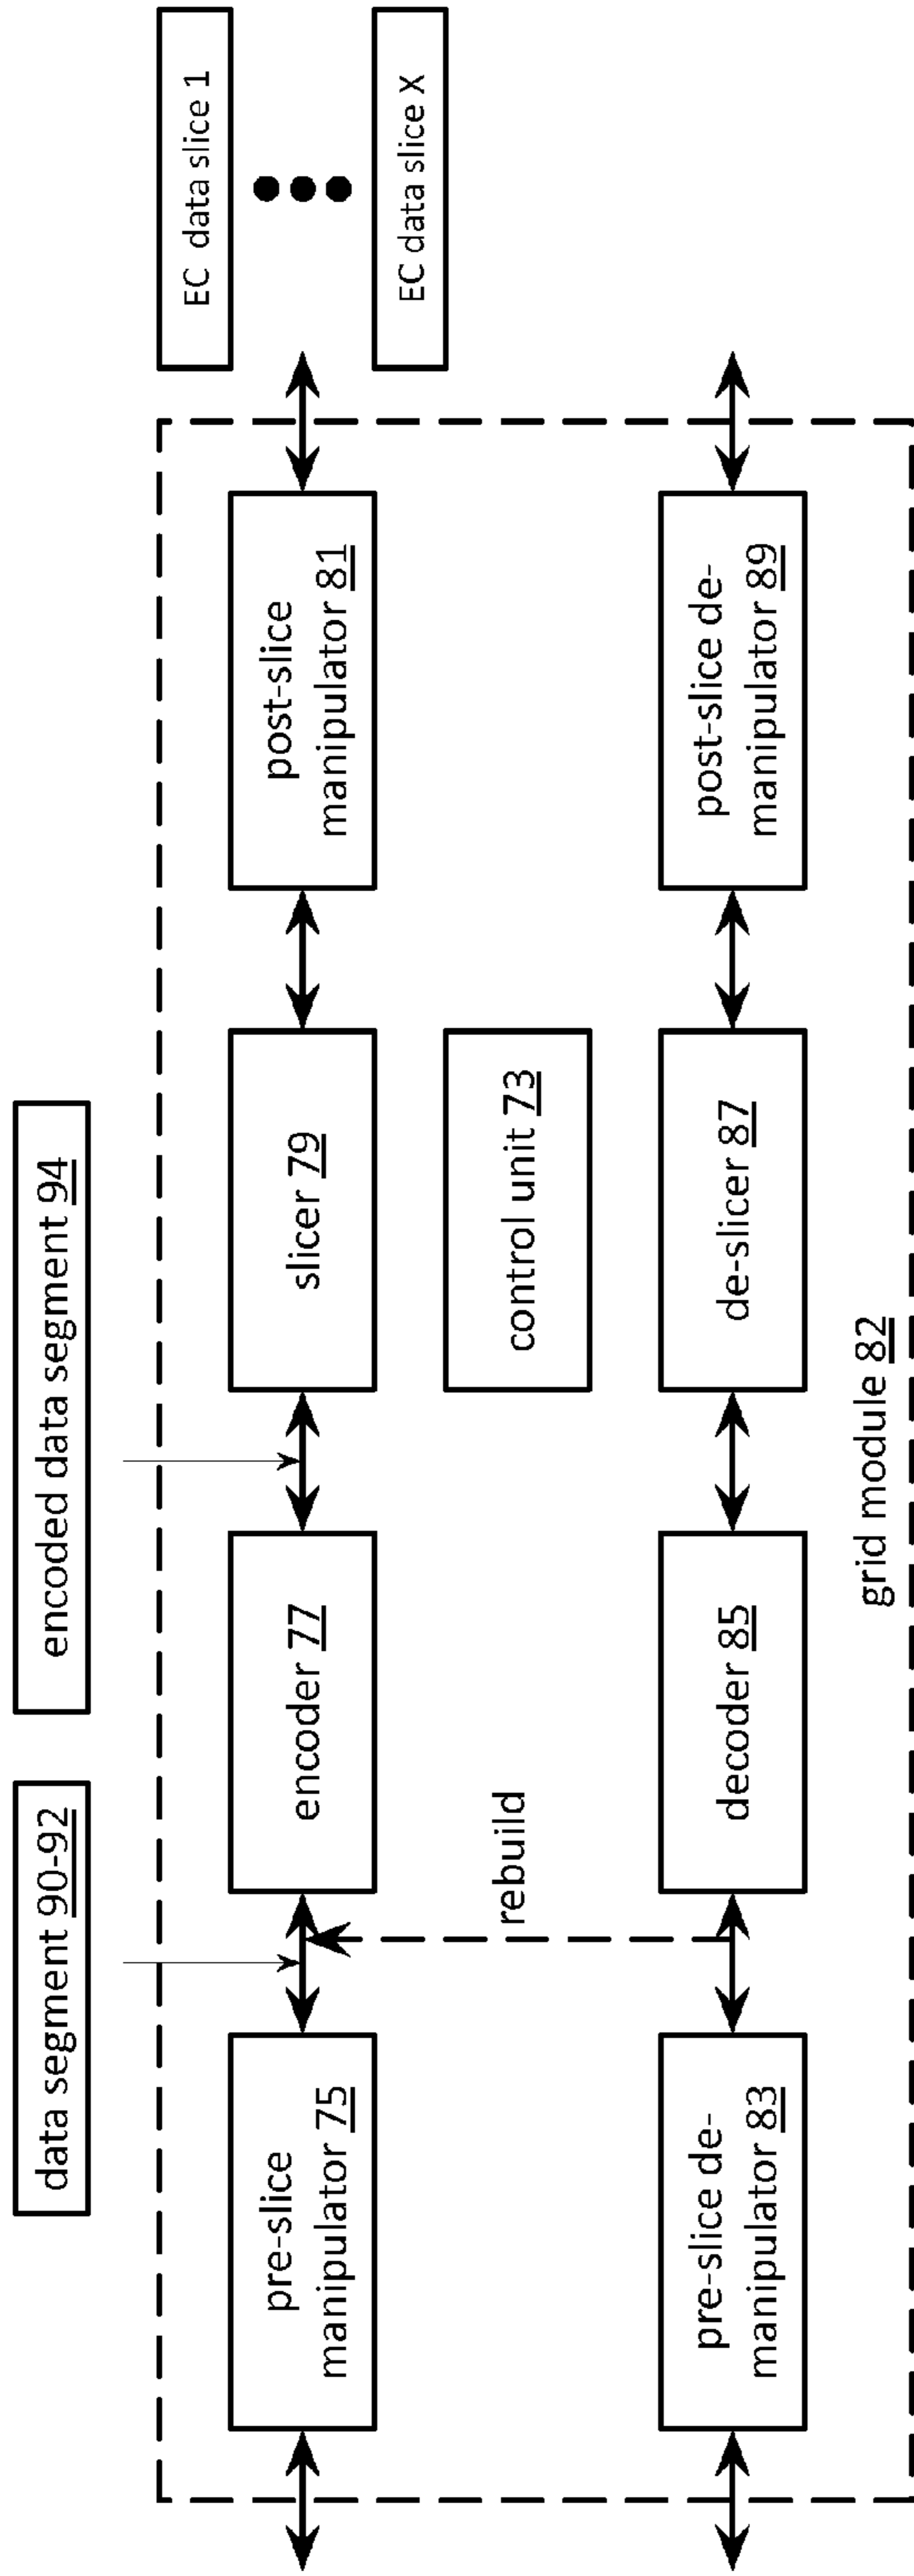 data segment 90-92
encoded data segment 94
pre-slice
manipulator 75
encoder 77
slicer 79
post-slice
manipulator 81
EC data slice 1
EC data slice X
rebuild
control unit 73
pre-slice de-
manipulator 83
decoder 85
de-slicer 87
post-slice de-
manipulator 89
grid module 82